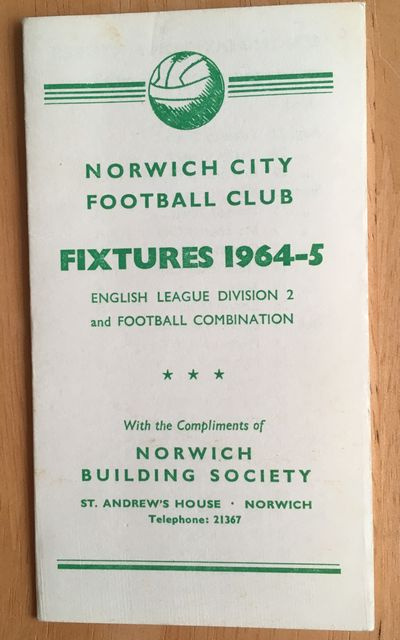 NORWICH CITY
FOOTBALL CLUB
FIXTURES 1964-5
ENGLISH LEAGUE DIVISION 2
and FOOTBALL COMBINATION
★ ★ ★
With the Compliments of
NORWICH
BUILDING SOCIETY
ST. ANDREW'S HOUSE · NORWICH
Telephone: 21367